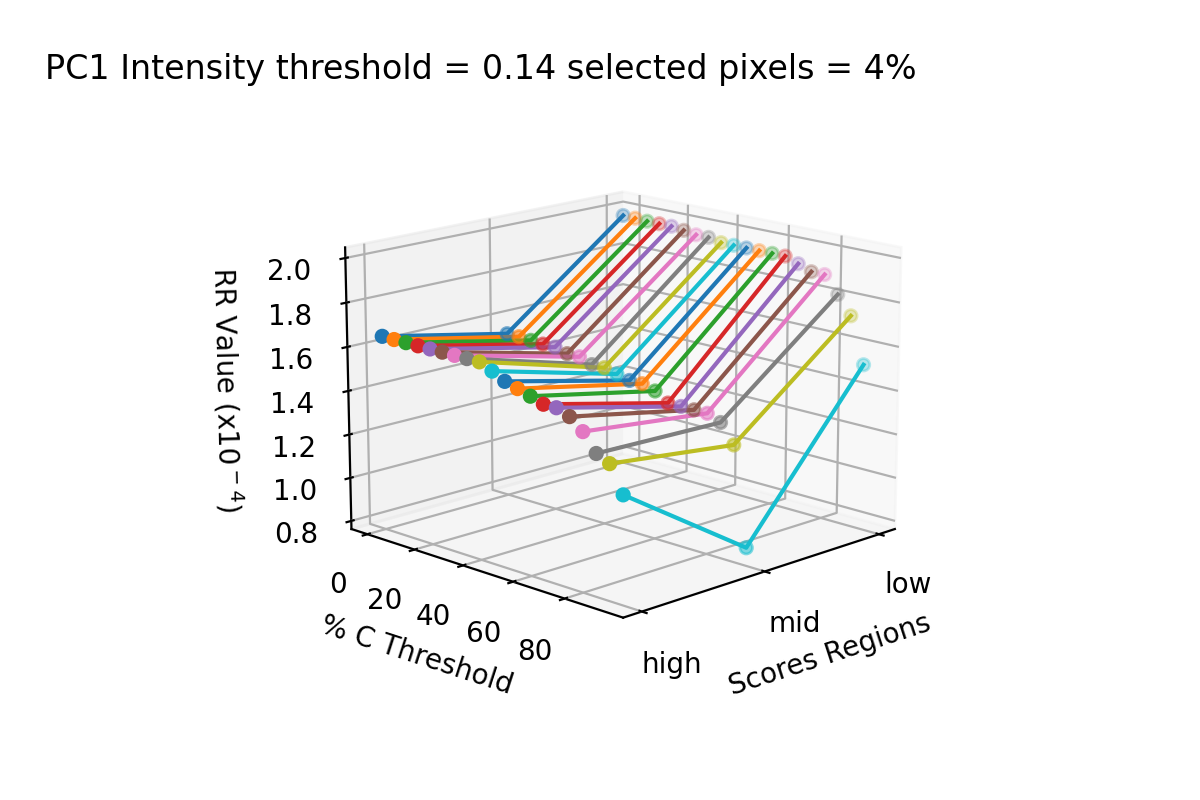 PC1 Intensity threshold = 0.14 selected pixels = 4%
RR Value (x10⁻⁴)
2.0
1.8
1.6
1.4
1.2
1.0
0.8
0
20
40
60
80
% C Threshold
high
mid
low
Scores Regions